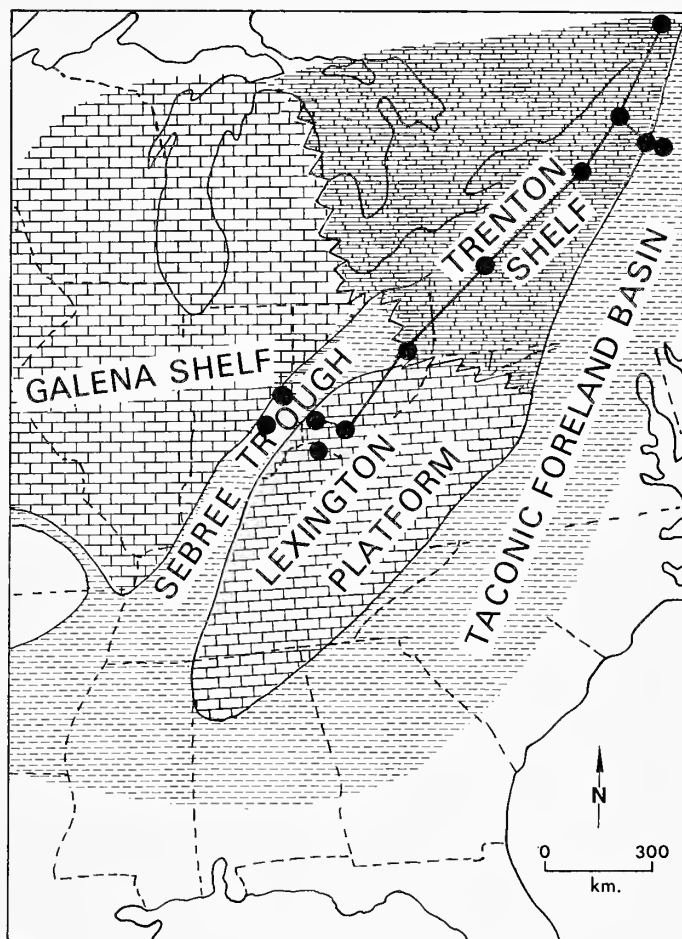 TRENTON
SHELF
GALENA SHELF
SEBREE TROUGH
LEXINGTON
PLATFORM
TACONIC FORELAND BASIN
N
0 300
km.